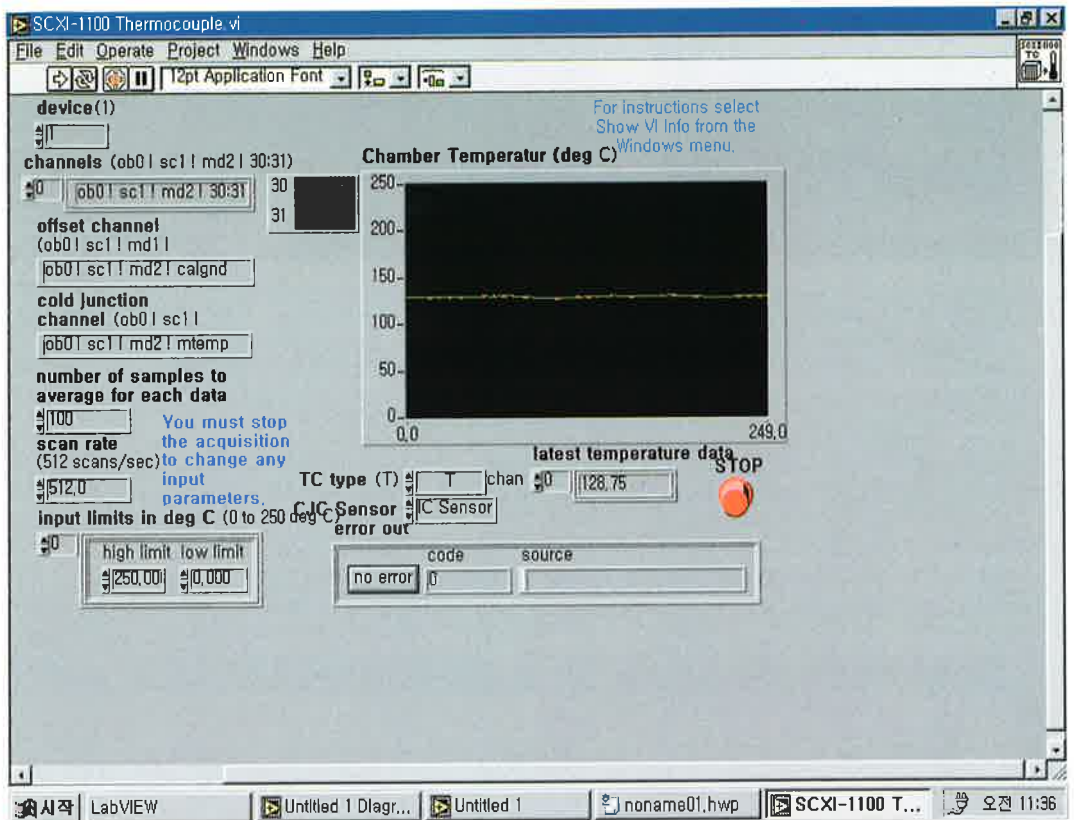 SCXI-1100 Thermocouple.vi
File Edit Operate Project Windows Help
12pt Application Font
TC
device(1)
For instructions select
Show VI Info from the
Windows menu.
channels (ob0 ! sc1 ! md2 ! 30:31)
0 ob0 ! sc1 ! md2 ! 30:31
30
31
Chamber Temperatur (deg C)
250
200
150
100
50
0
0,0 249,0
offset channel
(ob0 ! sc1 ! md1 !
ob0 ! sc1 ! md2 ! calgnd
cold junction
channel (ob0 ! sc1 !
ob0 ! sc1 ! md2 ! mtemp
number of samples to
average for each data
100
scan rate
(512 scans/sec)
512,0
You must stop
the acquisition
to change any
input
parameters.
latest temperature data
STOP
TC type (T) T chan 0 128,75
CJC Sensor IC Sensor
input limits in deg C (0 to 250 deg C)
0
high limit low limit
250,00 0,000
error out
code source
no error 0
시작 LabVIEW Untitled 1 Diagr... Untitled 1 noname01.hwp SCXI-1100 T... 오전 11:36